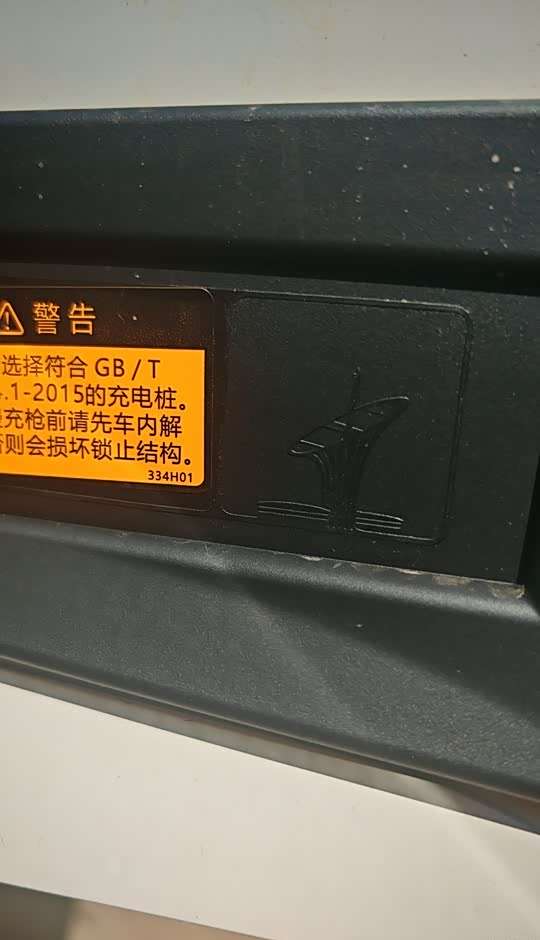 警告
选择符合 GB / T
.1-2015的充电桩。
充枪前请先车内解
则会损坏锁止结构。
334H01